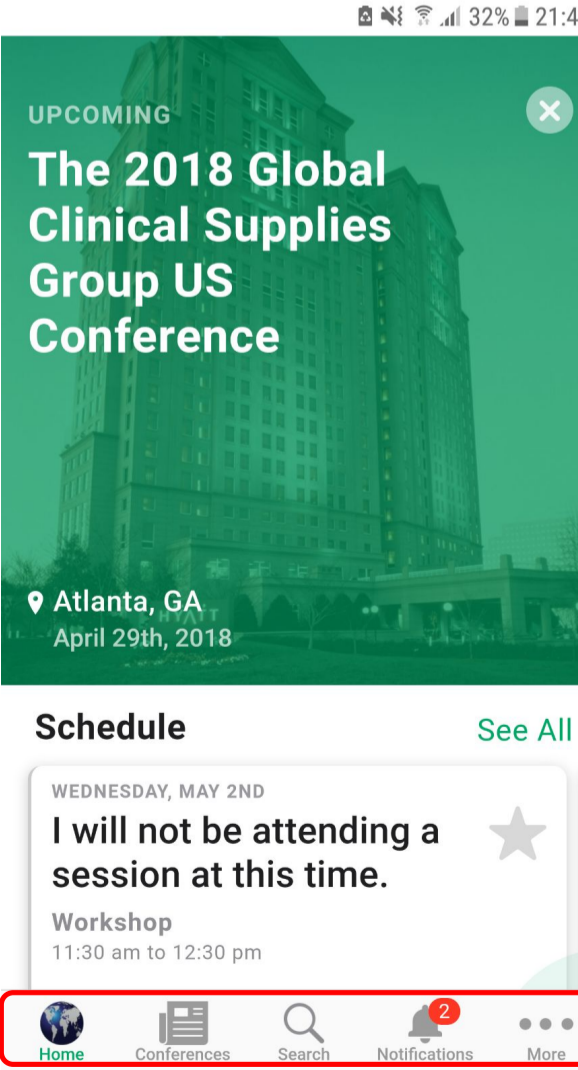 32% 21:4
UPCOMING
The 2018 Global
Clinical Supplies
Group US
Conference
Atlanta, GA
HYATT
April 29th, 2018
Schedule
See All
WEDNESDAY, MAY 2ND
I will not be attending a
session at this time.
Workshop
11:30 am to 12:30 pm
2
Home Conferences Search Notifications More